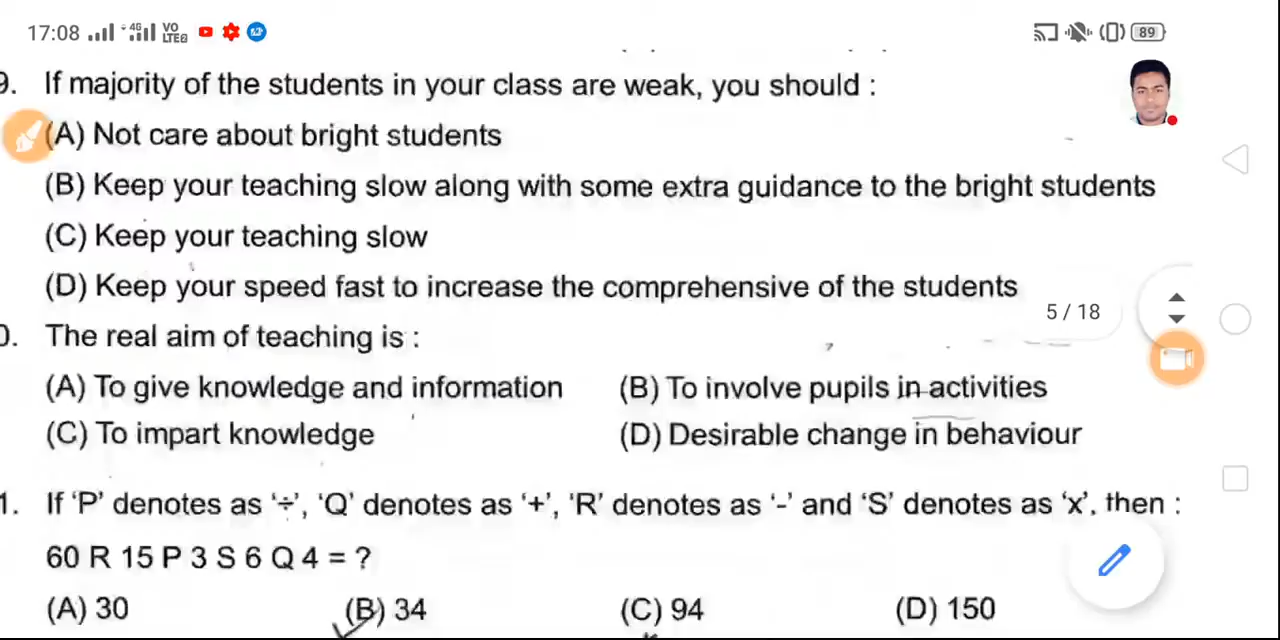 17:08 4G VO LTE2 89
9. If majority of the students in your class are weak, you should :
(A) Not care about bright students
(B) Keep your teaching slow along with some extra guidance to the bright students
(C) Keep your teaching slow
(D) Keep your speed fast to increase the comprehensive of the students
5 / 18
0. The real aim of teaching is :
(A) To give knowledge and information (B) To involve pupils in activities
(C) To impart knowledge (D) Desirable change in behaviour
1. If ‘P’ denotes as ‘÷’, ‘Q’ denotes as ‘+’, ‘R’ denotes as ‘-’ and ‘S’ denotes as ‘x’, then :
60 R 15 P 3 S 6 Q 4 = ?
(A) 30 (B) 34 (C) 94 (D) 150